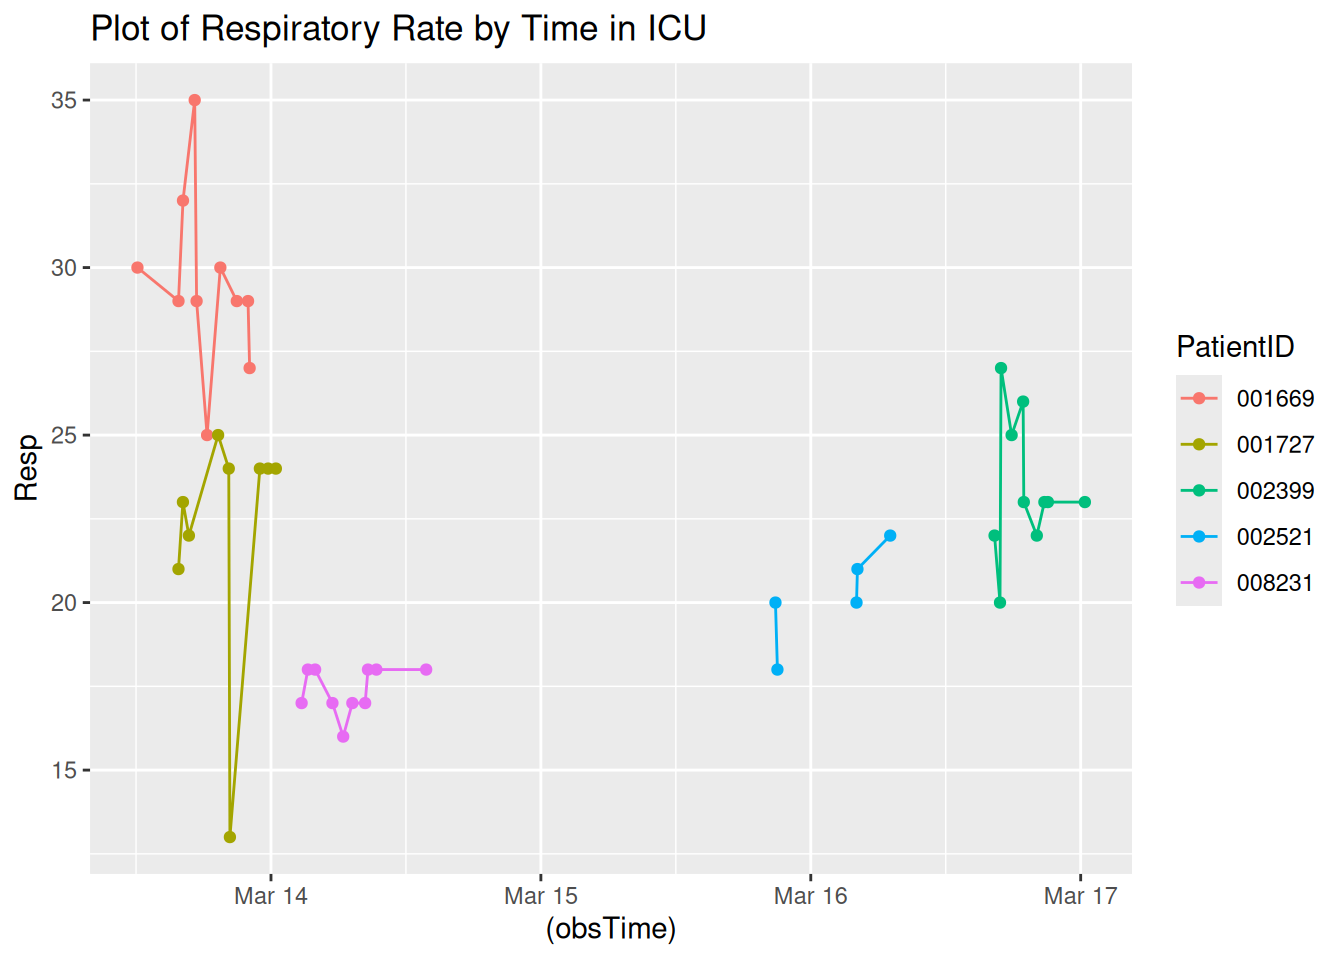 Plot of Respiratory Rate by Time in ICU
35
30
25
20
15
Resp
Mar 14 Mar 15 Mar 16 Mar 17
(obsTime)
PatientID
001669
001727
002399
002521
008231